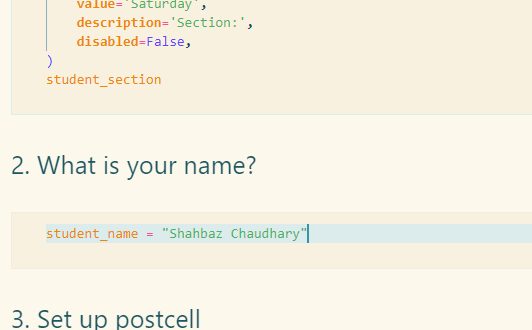 value='Saturday',
description='Section:',
disabled=False,
)
student_section
2. What is your name?
student_name = "Shahbaz Chaudhary"
3. Set up postcell